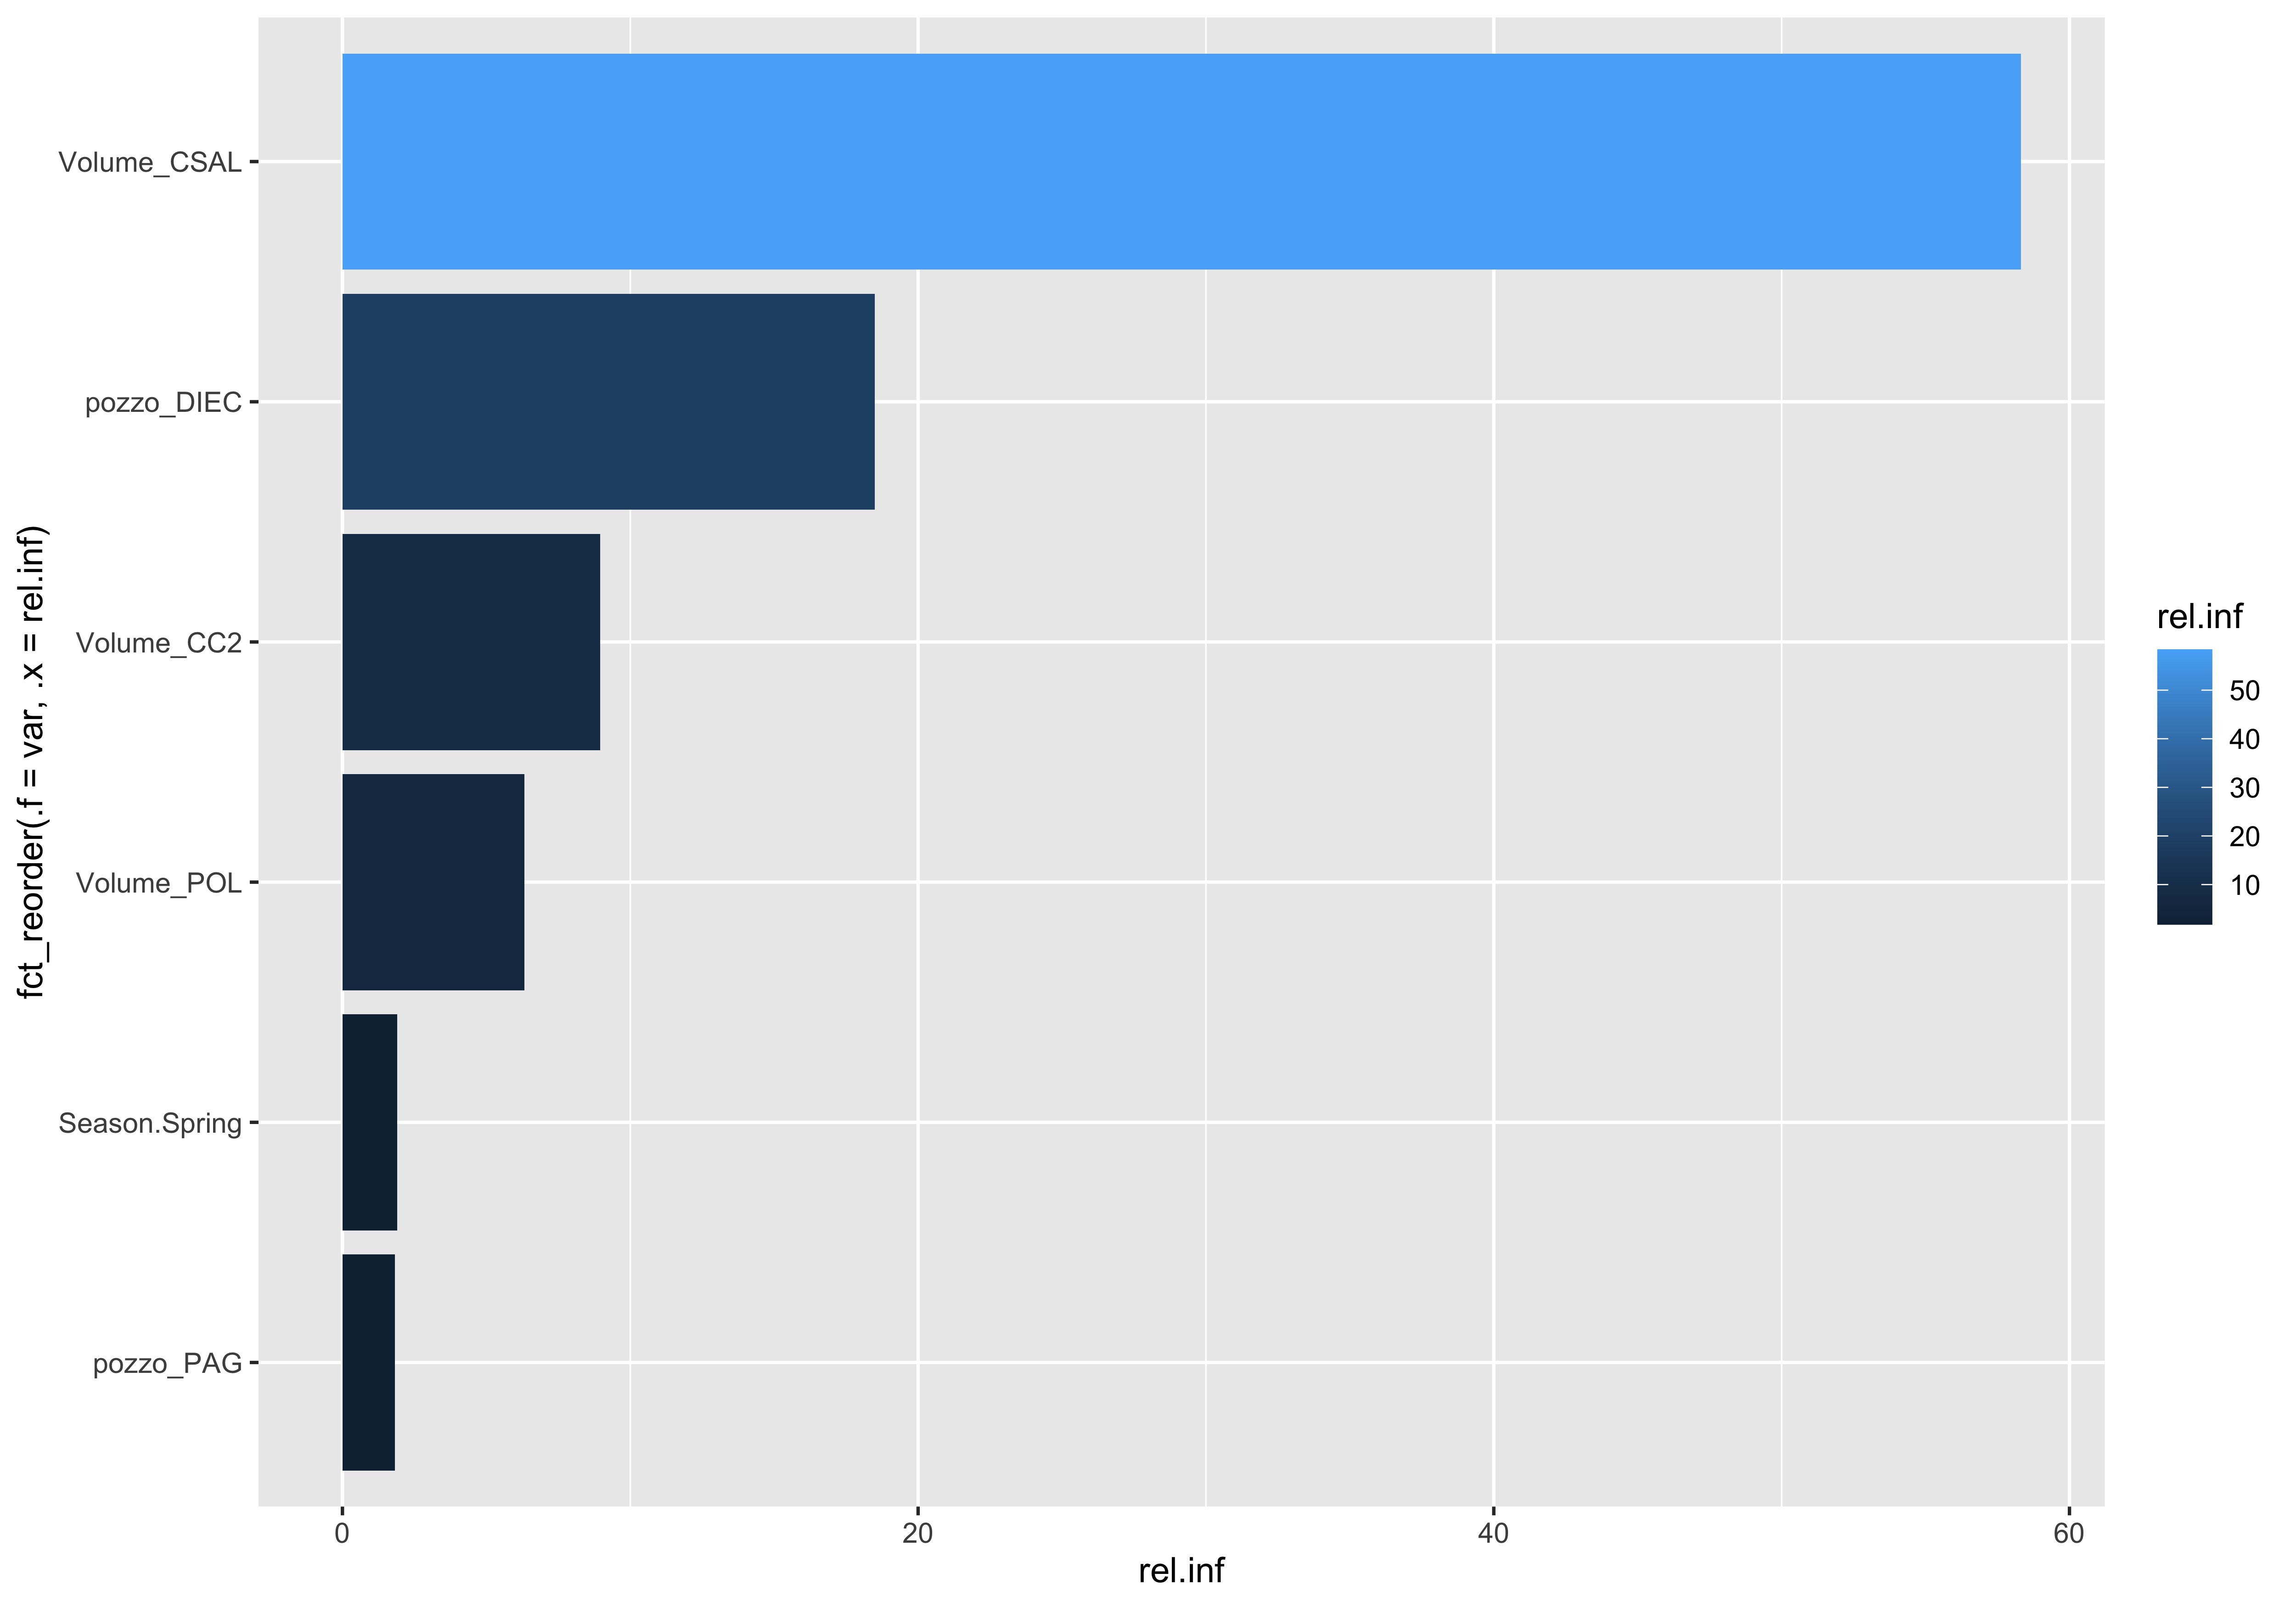 fct_reorder(.f = var, .x = rel.inf)
Volume_CSAL
pozzo_DIEC
Volume_CC2
Volume_POL
Season.Spring
pozzo_PAG
0 20 40 60
rel.inf
rel.inf
50
40
30
20
10